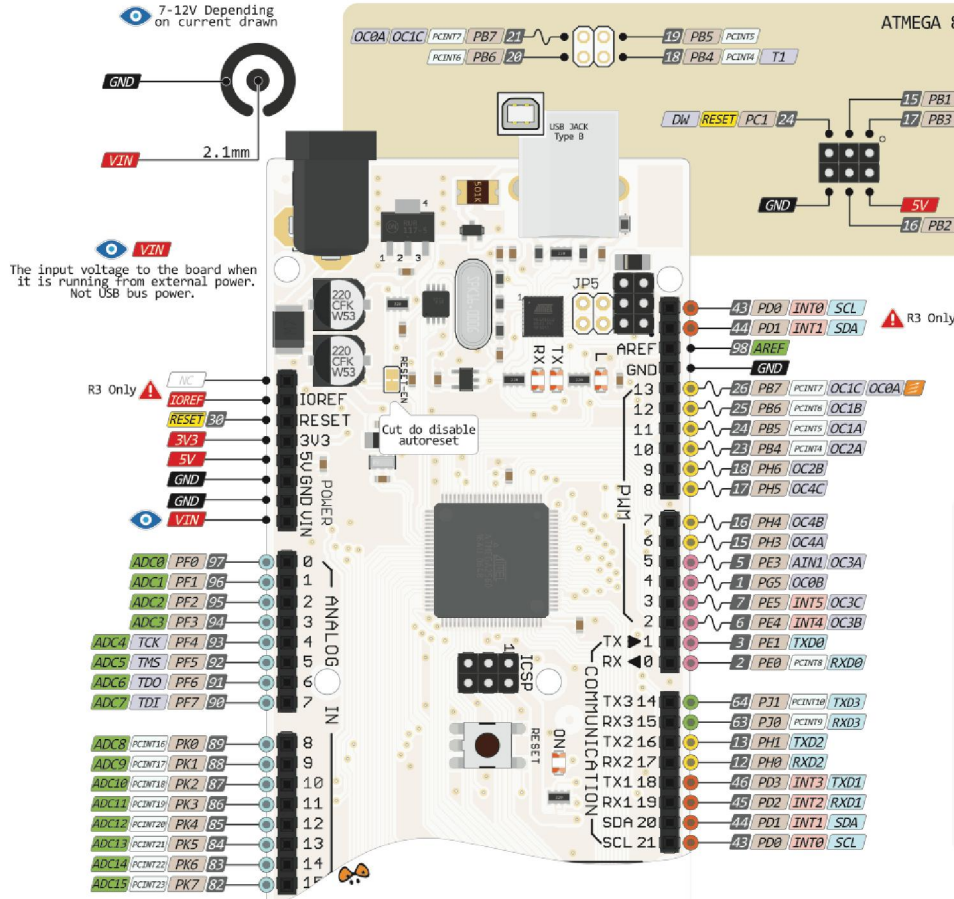 7-12V Depending
on current drawn
GND
VIN
2.1mm
VIN
The input voltage to the board when
it is running from external power.
Not USB bus power.
ATMEGA 8
OC0A OC1C PCINT7 PB7 21
PCINT6 PB6 20
19 PB5 PCINT5
18 PB4 PCINT4 T1
DW RESET PC1 24
15 PB1
17 PB3
GND
5V
16 PB2
USB JACK
Type B
501K
4
1 2 3
220
CFK
W53
220
CFK
W53
JP5
1
RX
TX
L
RESET-EN
Cut do disable
autoreset
R3 Only
NC
IOREF
RESET 30
3V3
5V
GND
GND
VIN
IOREF
RESET
3V3
5V
GND
VIN
POWER
ADC0 PF0 97
ADC1 PF1 96
ADC2 PF2 95
ADC3 PF3 94
ADC4 TCK PF4 93
ADC5 TMS PF5 92
ADC6 TDO PF6 91
ADC7 TDI PF7 90
ADC8 PCINT16 PK0 89
ADC9 PCINT17 PK1 88
ADC10 PCINT18 PK2 87
ADC11 PCINT19 PK3 86
ADC12 PCINT20 PK4 85
ADC13 PCINT21 PK5 84
ADC14 PCINT22 PK6 83
ADC15 PCINT23 PK7 82
0
1
2
3
4
5
6
7
8
9
10
11
12
13
14
15
ANALOG IN
1
ICSP
RESET
ON
AREF
GND
13
12
11
10
9
8
7
6
5
4
3
2
TX 1
RX 0
PWM
COMMUNICATION
TX3 14
RX3 15
TX2 16
RX2 17
TX1 18
RX1 19
SDA 20
SCL 21
43 PD0 INT0 SCL
44 PD1 INT1 SDA
R3 Only
98 AREF
GND
26 PB7 PCINT7 OC1C OC0A
25 PB6 PCINT6 OC1B
24 PB5 PCINT5 OC1A
23 PB4 PCINT4 OC2A
18 PH6 OC2B
17 PH5 OC4C
16 PH4 OC4B
15 PH3 OC4A
5 PE3 AIN1 OC3A
1 PG5 OC0B
7 PE5 INT5 OC3C
6 PE4 INT4 OC3B
3 PE1 TXD0
2 PE0 PCINT8 RXD0
64 PJ1 PCINT10 TXD3
63 PJ0 PCINT9 RXD3
13 PH1 TXD2
12 PH0 RXD2
46 PD3 INT3 TXD1
45 PD2 INT2 RXD1
44 PD1 INT1 SDA
43 PD0 INT0 SCL